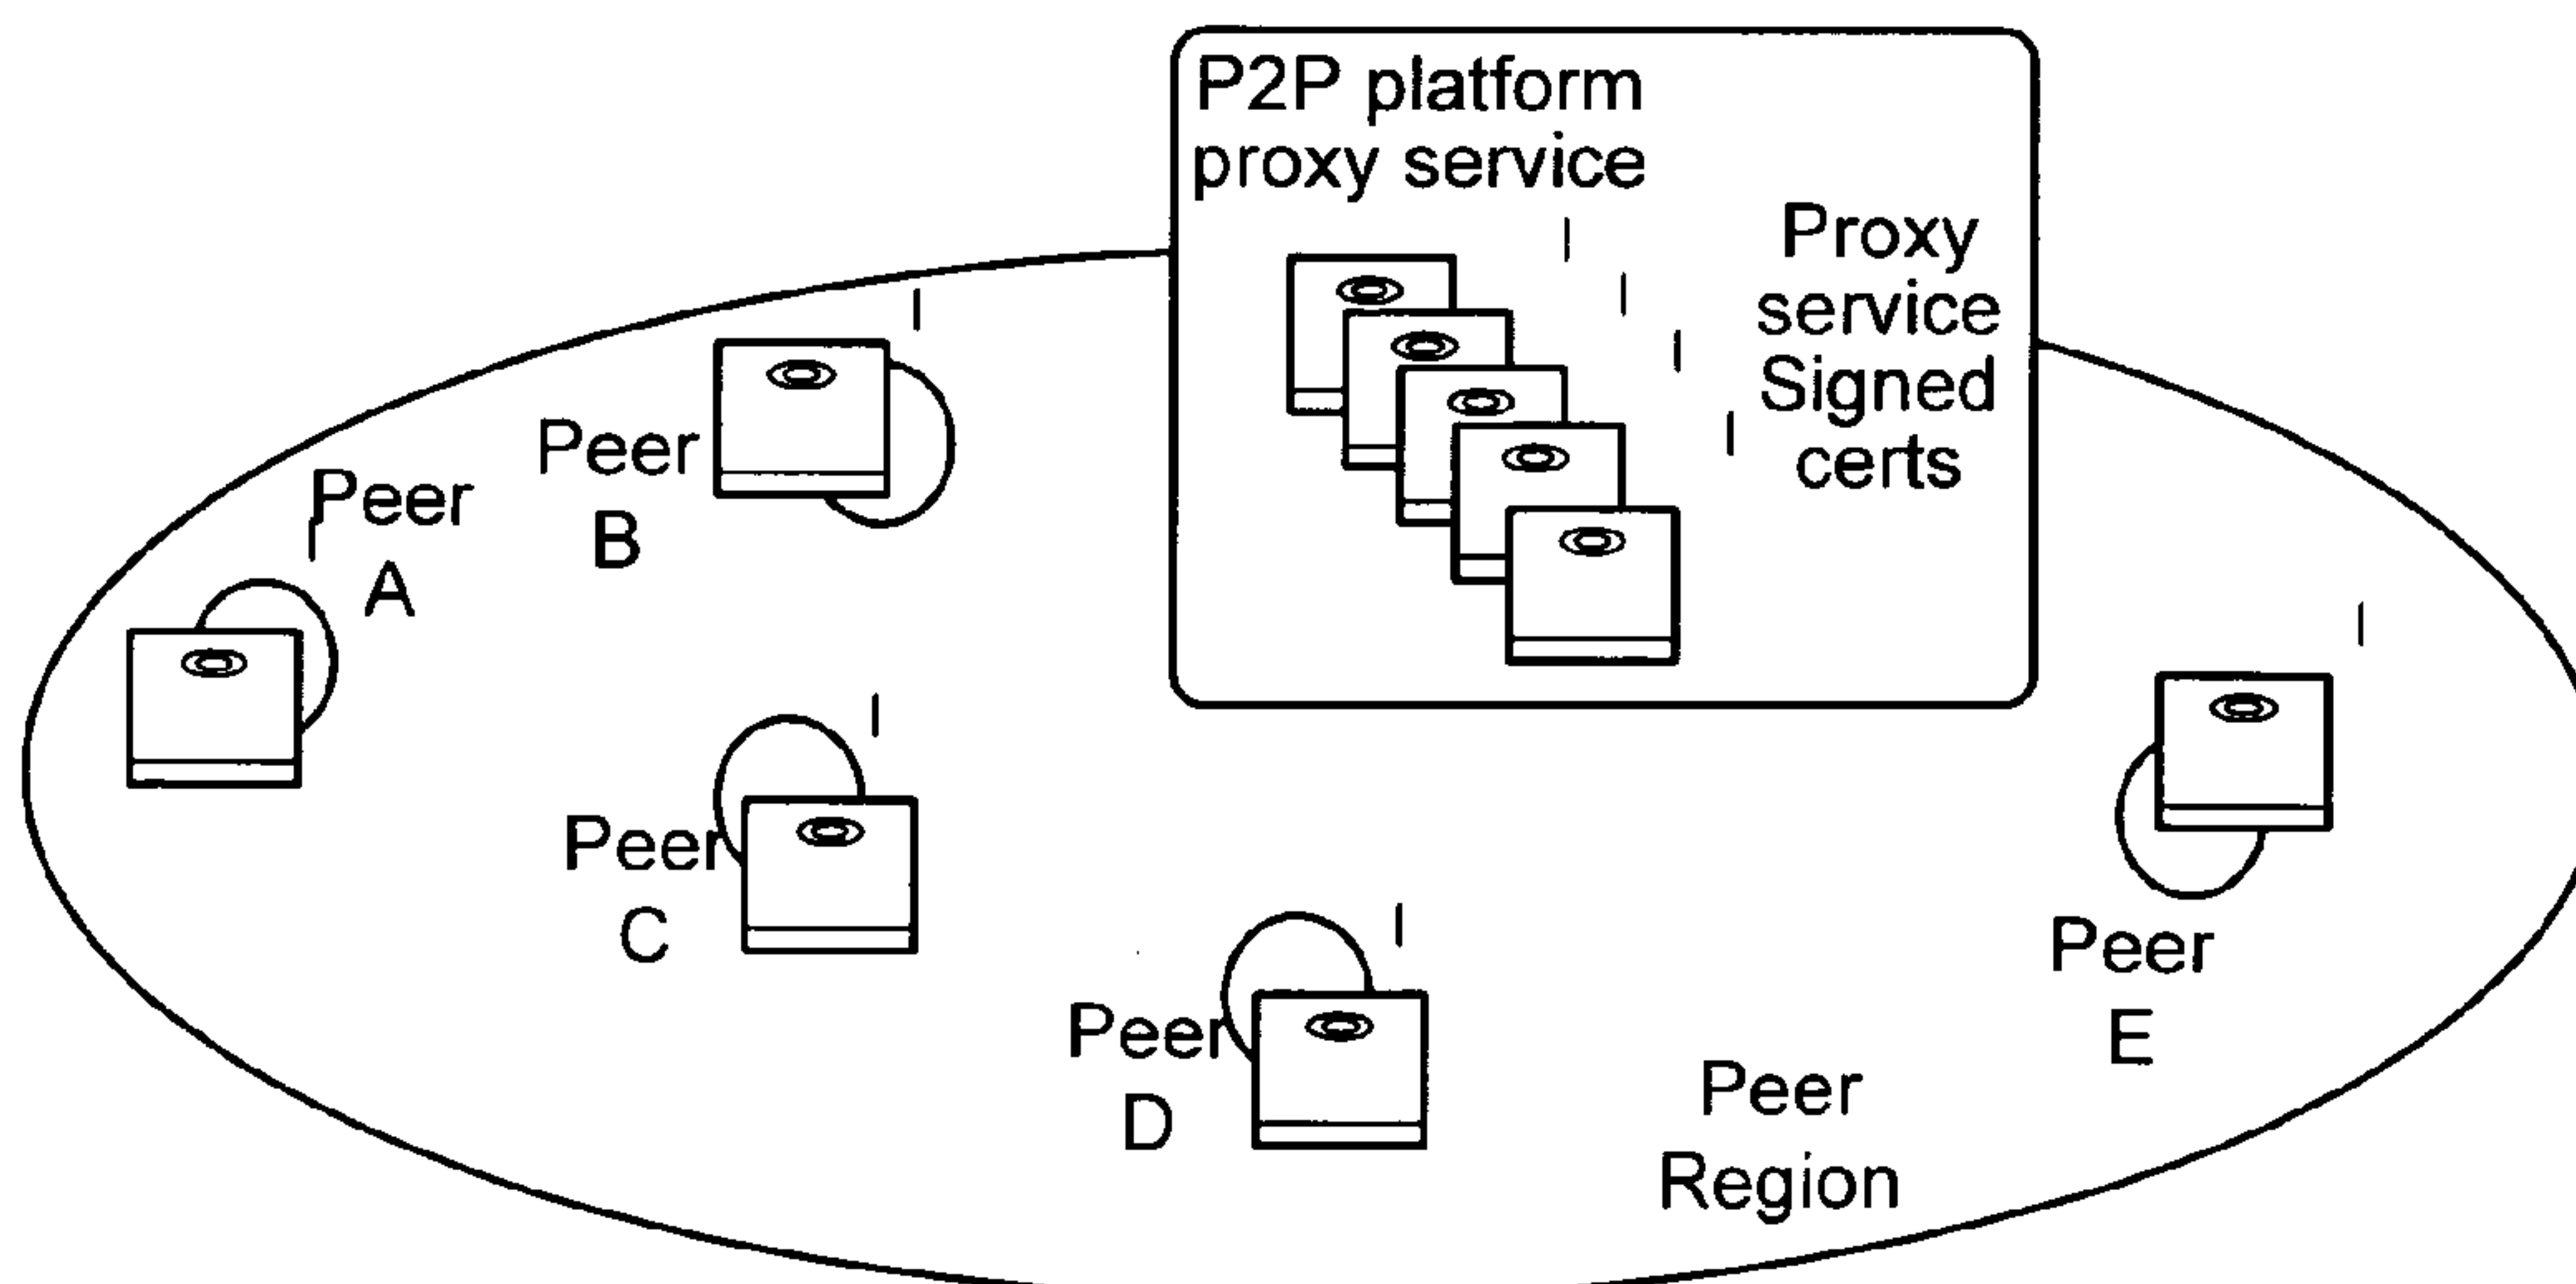 P2P platform
proxy service
Proxy
service
Signed
certs
Peer
B
Peer
A
Peer
C
Peer
D
Peer
E
Peer
Region